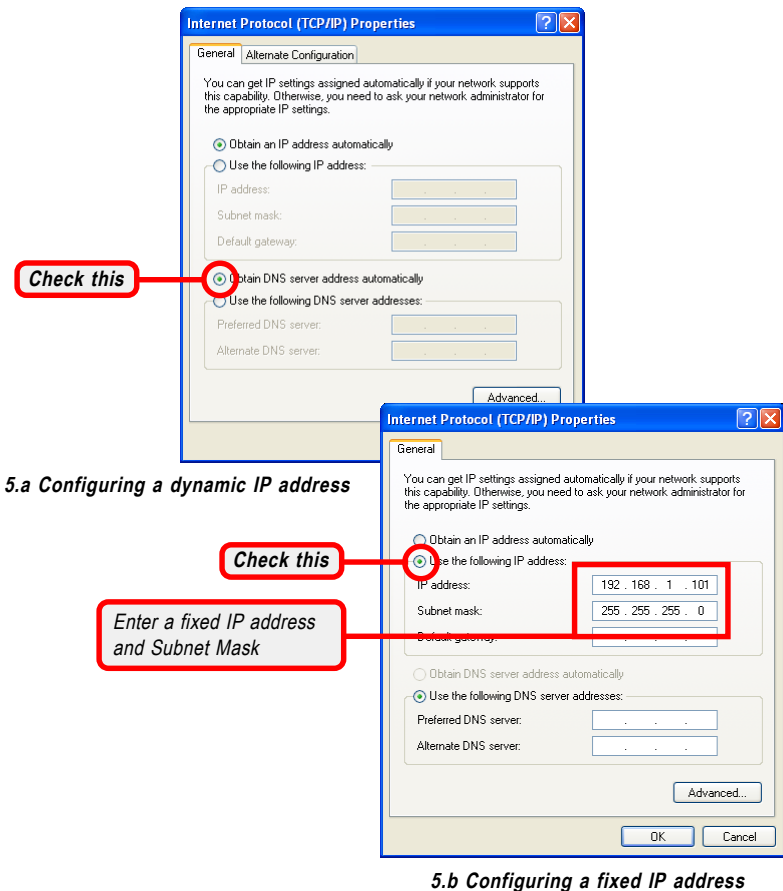 Internet Protocol (TCP/IP) Properties
General
Alternate Configuration
You can get IP settings assigned automatically if your network supports
this capability. Otherwise, you need to ask your network administrator for
the appropriate IP settings.
Obtain an IP address automatically
Use the following IP address:
IP address:
Subnet mask:
Default gateway:
Check this
Obtain DNS server address automatically
Use the following DNS server addresses:
Preferred DNS server:
Alternate DNS server:
Advanced...
5.a Configuring a dynamic IP address
Internet Protocol (TCP/IP) Properties
General
You can get IP settings assigned automatically if your network supports
this capability. Otherwise, you need to ask your network administrator for
the appropriate IP settings.
Obtain an IP address automatically
Check this
Use the following IP address:
IP address: 192 . 168 . 1 . 101
Subnet mask: 255 . 255 . 255 . 0
Enter a fixed IP address
and Subnet Mask
Default gateway:
Obtain DNS server address automatically
Use the following DNS server addresses:
Preferred DNS server:
Alternate DNS server:
Advanced...
OK
Cancel
5.b Configuring a fixed IP address